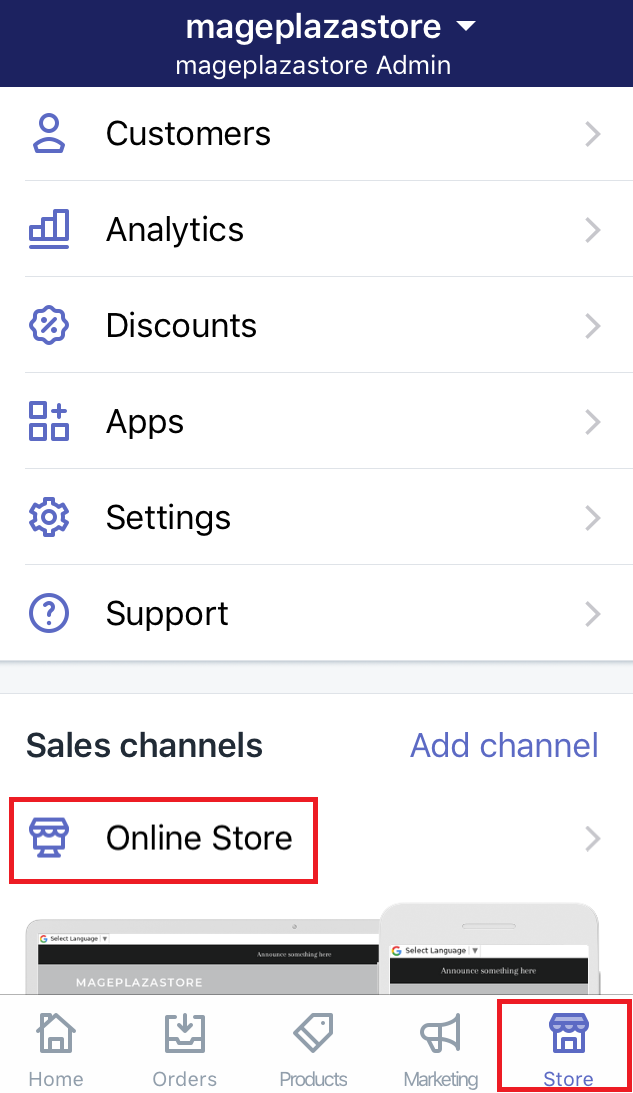 mageplazastore
mageplazastore Admin
Customers
Analytics
Discounts
Apps
Settings
Support
Sales channels
Add channel
Online Store
G Select Language ▼
Announce something here
MAGEPLAZASTORE
G Select Language ▼
Announce something here
Home
Orders
Products
Marketing
Store